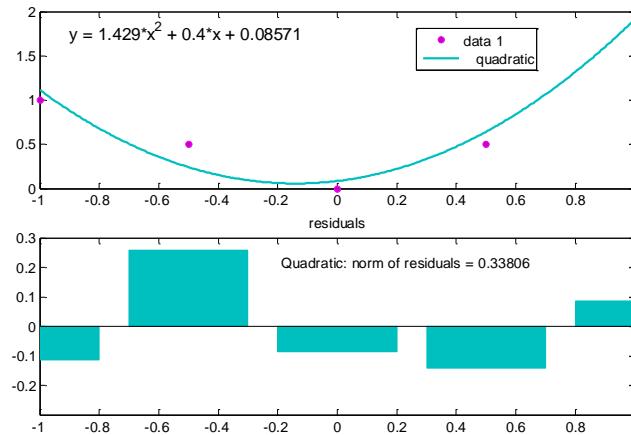 2
y = 1.429*x² + 0.4*x + 0.08571
data 1
quadratic
1
0.5
0
-1 -0.8 -0.6 -0.4 -0.2 0 0.2 0.4 0.6 0.8
residuals
0.3
Quadratic: norm of residuals = 0.33806
0.2
0.1
0
-0.1
-0.2
-1 -0.8 -0.6 -0.4 -0.2 0 0.2 0.4 0.6 0.8